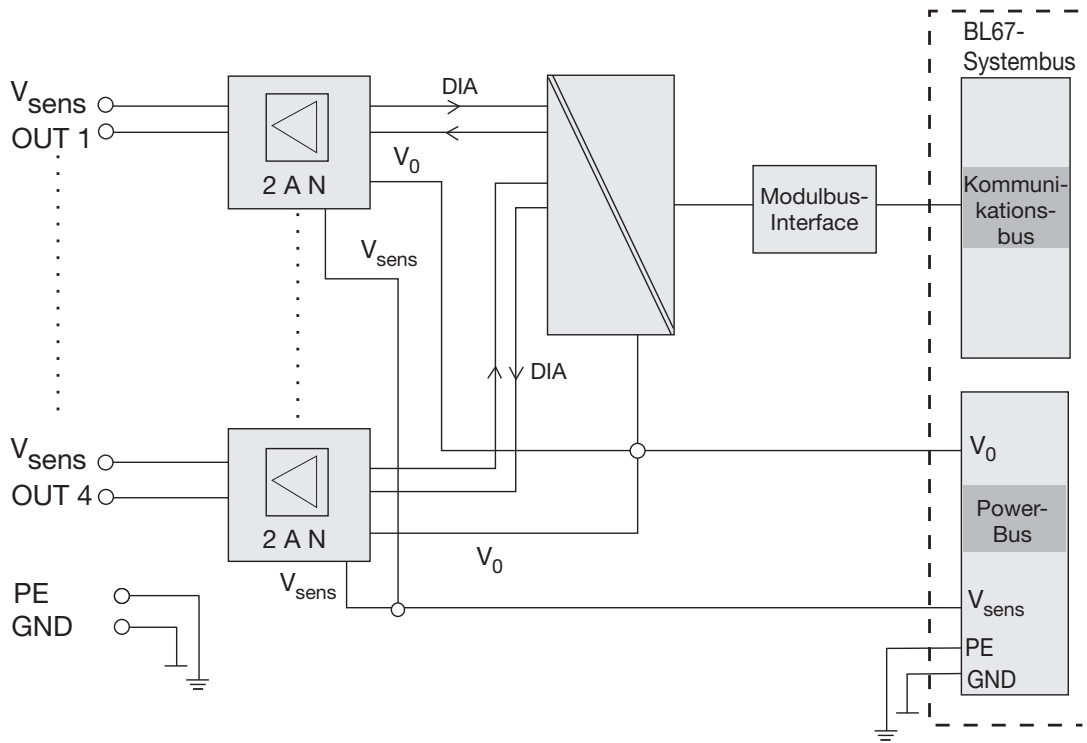 BL67-
Systembus
Vsens
OUT 1
DIA
V0
2 A N
Vsens
Modulbus-
Interface
Kommuni-
kations-
bus
DIA
Vsens
OUT 4
2 A N
V0
Vsens
V0
Power-
Bus
Vsens
PE
GND
PE
GND